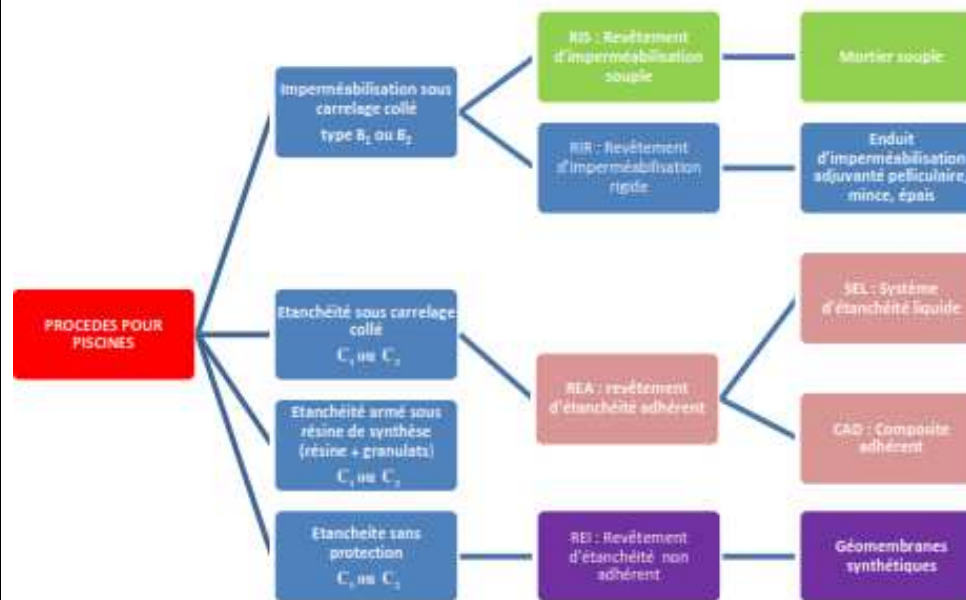 PROCEDES POUR
PISCINES
Imperméabilisation sous
carrelage collé
type B₁ ou B₂
Etanchéité sous carrelage
collé
C₁ ou C₂
Etanchéité armé sous
résine de synthèse
(résine + granulats)
C₁ ou C₂
Etancheite sans
protection
C₁ ou C₂
RIS : Revêtement
d'imperméabilisation
souple
RIR : Revêtement
d'imperméabilisation
rigide
REA : revêtement
d'étanchéité adhérent
REI : Revêtement
d'étanchéité non
adhérent
Mortier souple
Enduit
d'imperméabilisation
adjuvanté pelliculaire,
mince, épais
SEL : Système
d'étanchéité liquide
CAD : Composite
adhérent
Géomembranes
synthétiques